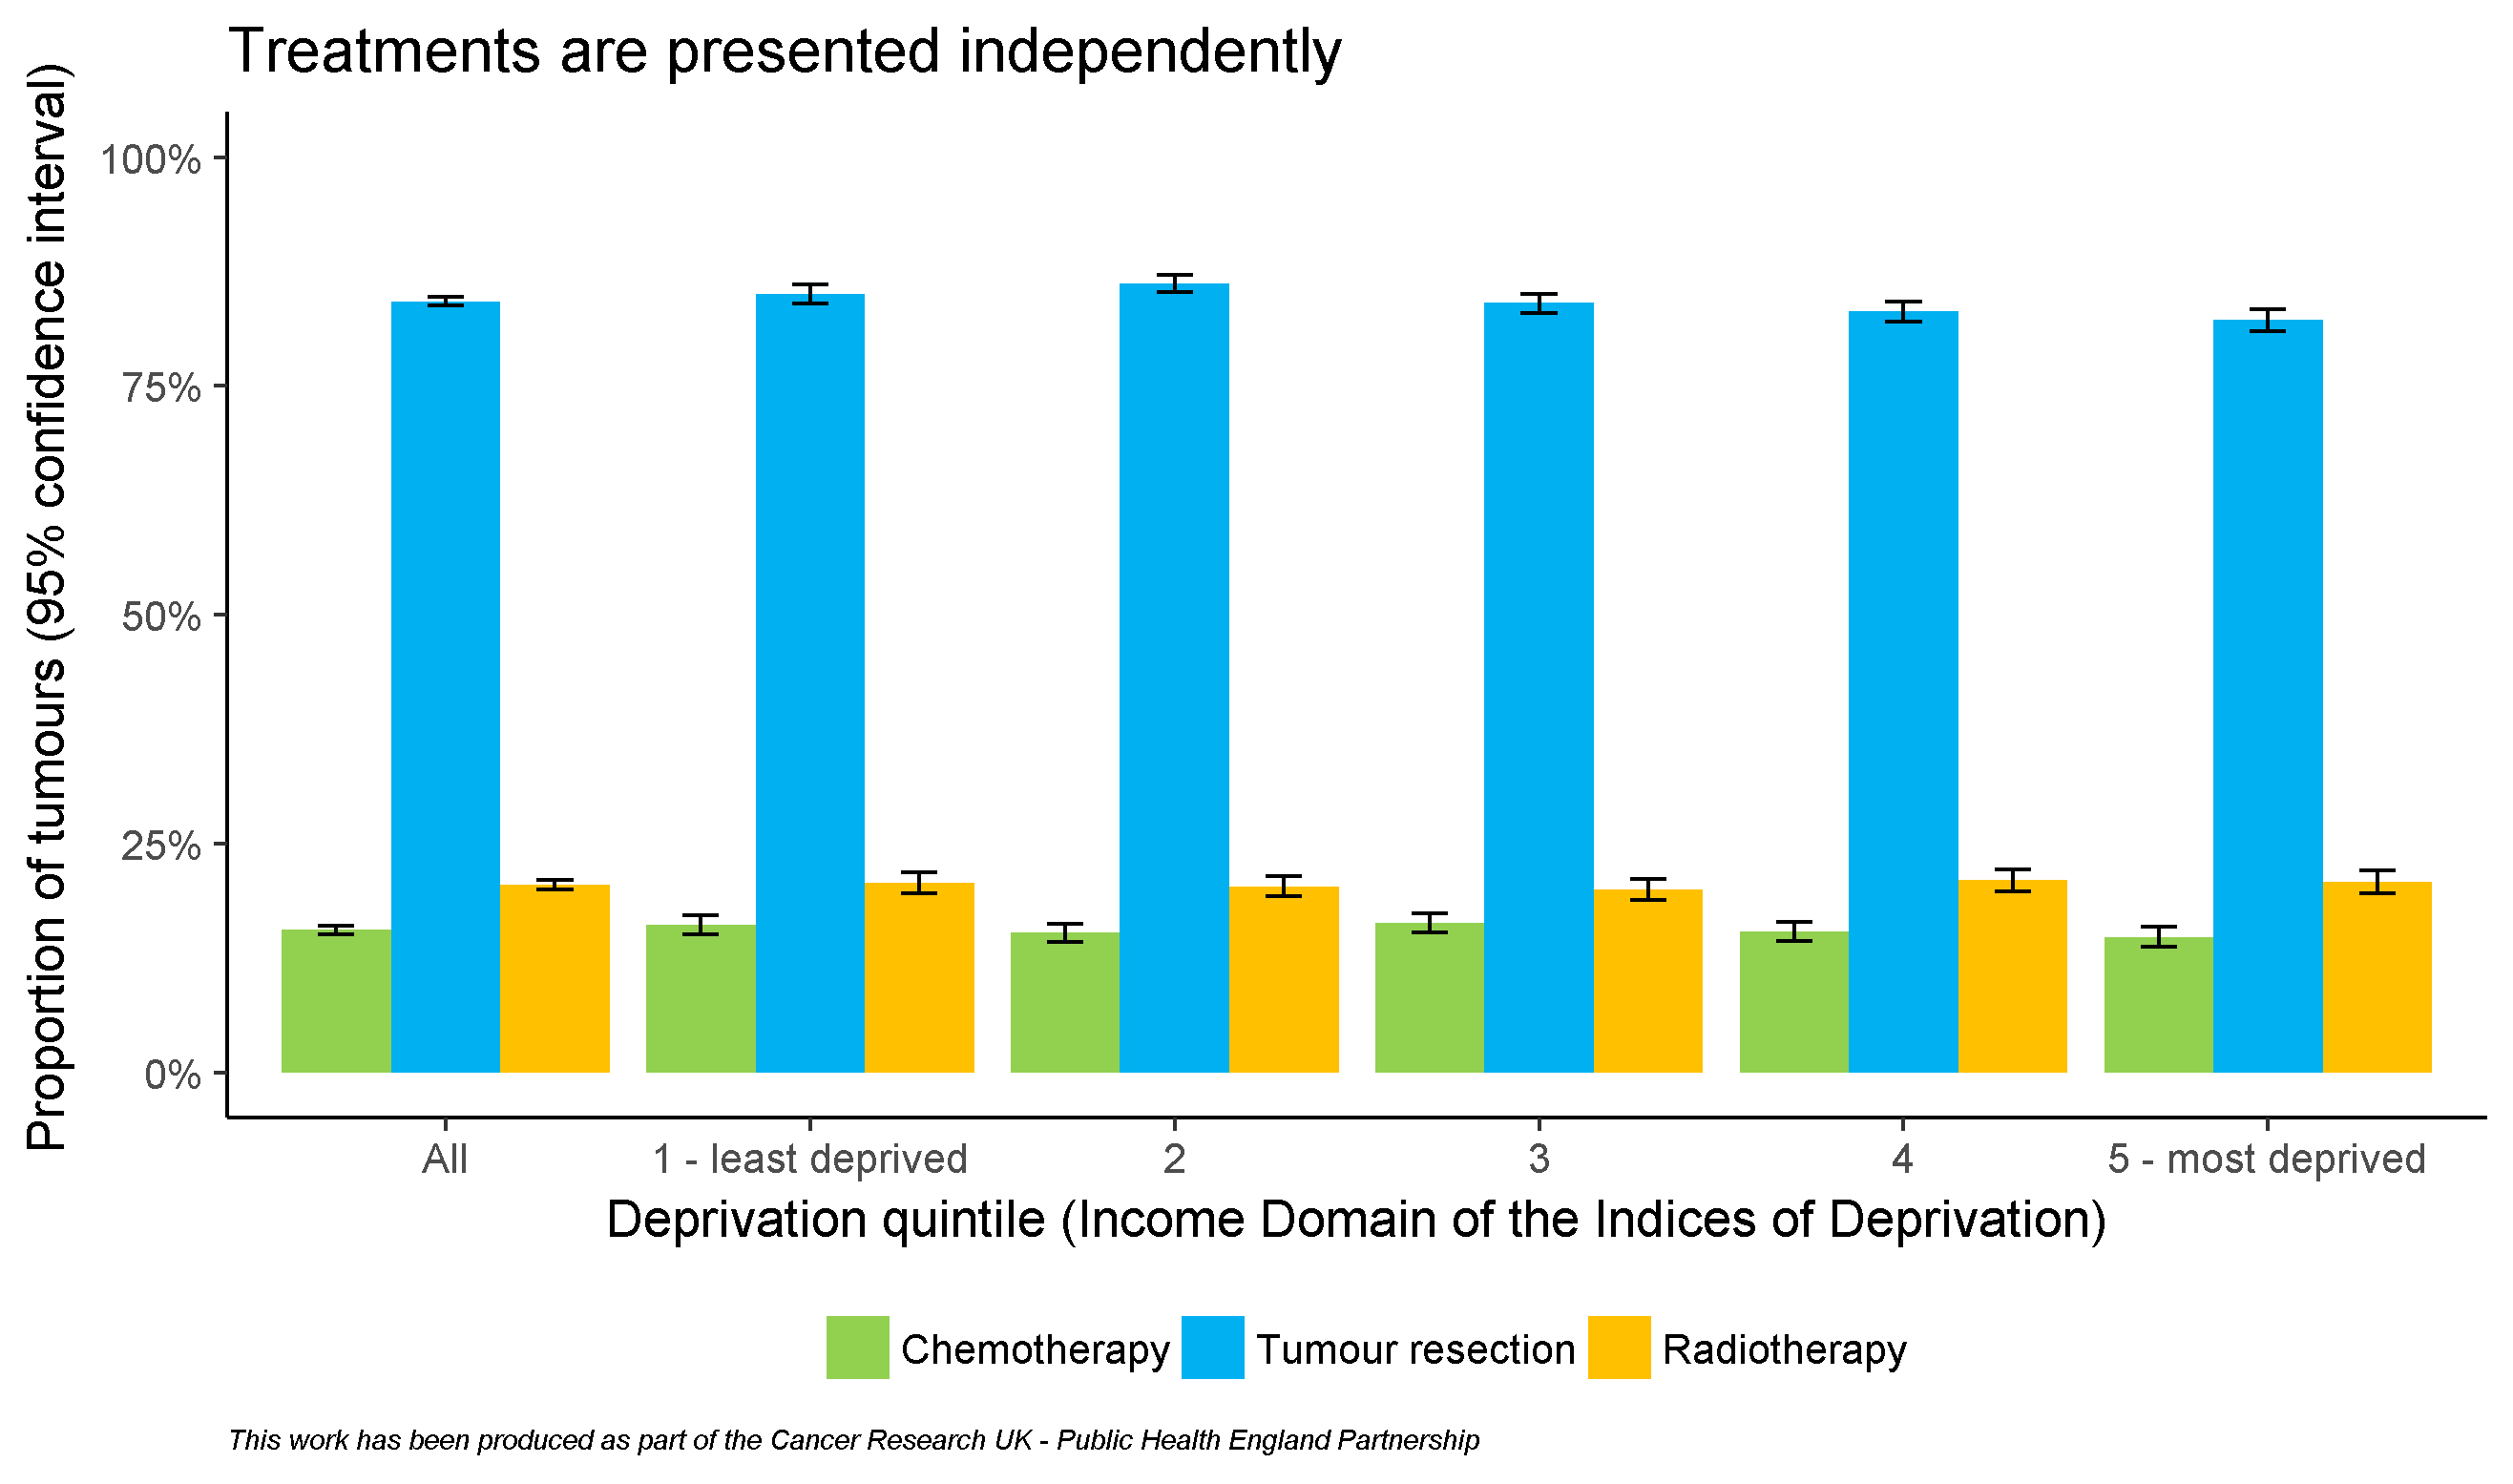 Treatments are presented independently
Proportion of tumours (95% confidence interval)
100%
75%
50%
25%
0%
All
1 - least deprived
2
3
4
5 - most deprived
Deprivation quintile (Income Domain of the Indices of Deprivation)
Chemotherapy
Tumour resection
Radiotherapy
This work has been produced as part of the Cancer Research UK - Public Health England Partnership